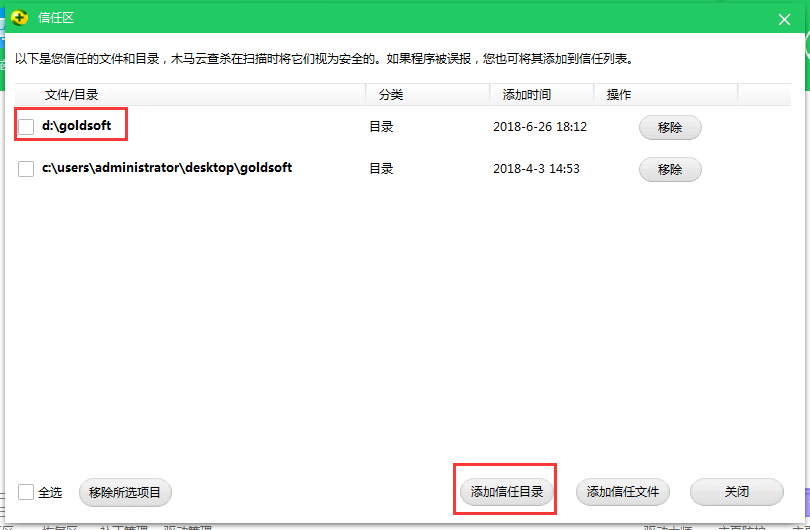 信任区
以下是您信任的文件和目录，木马云查杀在扫描时将它们视为安全的。如果程序被误报，您也可将其添加到信任列表。
文件/目录 分类 添加时间 操作
d:\goldsoft 目录 2018-6-26 18:12 移除
c:\users\administrator\desktop\goldsoft 目录 2018-4-3 14:53 移除
全选 移除所选项目 添加信任目录 添加信任文件 关闭